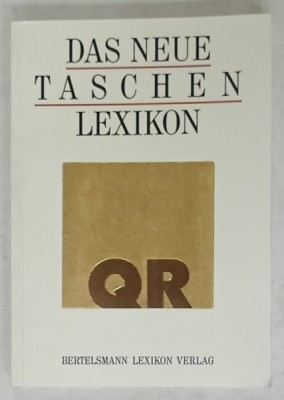 DAS NEUE
TASCHEN
LEXIKON
QR
BERTELSMANN LEXIKON VERLAG